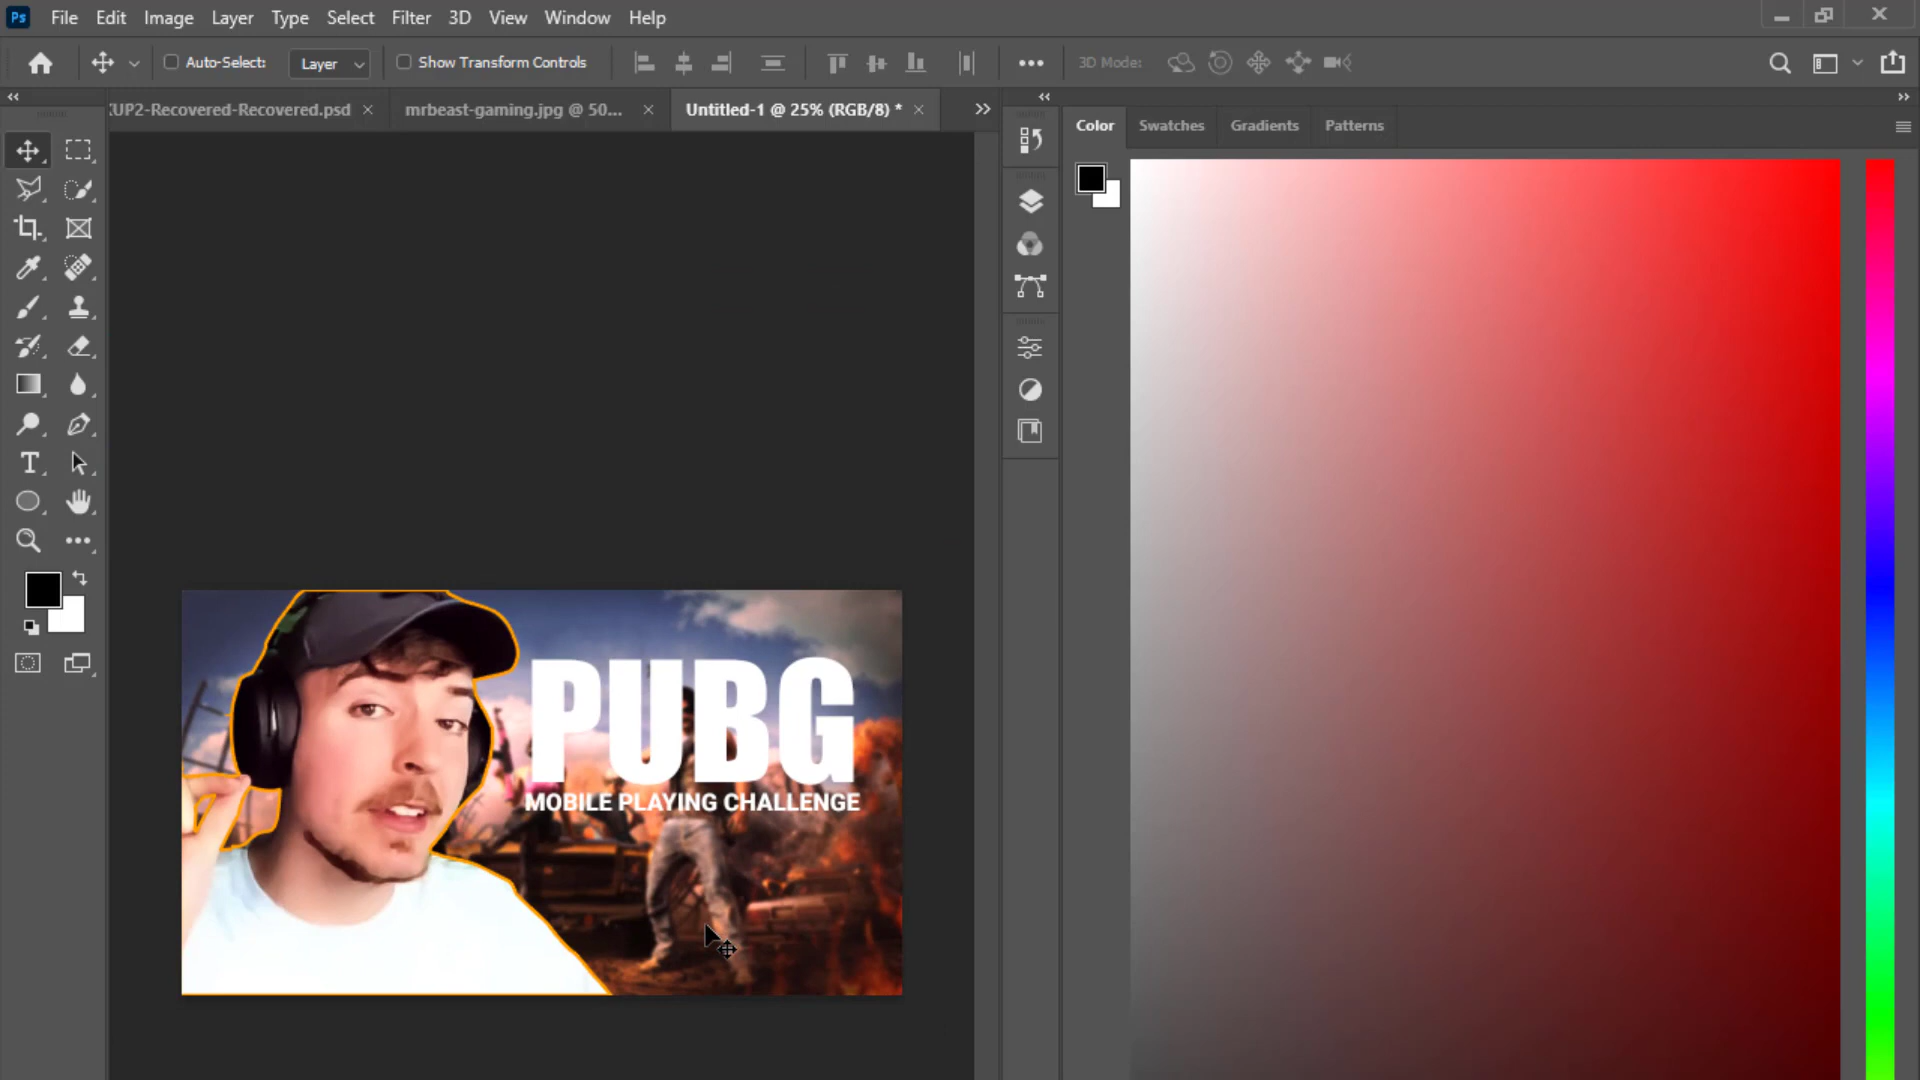 Ps File Edit Image Layer Type Select Filter 3D View Window Help
Auto-Select: Layer Show Transform Controls 3D Mode:
UP2-Recovered-Recovered.psd mrbeast-gaming.jpg @ 50... Untitled-1 @ 25% (RGB/8) *
Color Swatches Gradients Patterns
PUBG
MOBILE PLAYING CHALLENGE